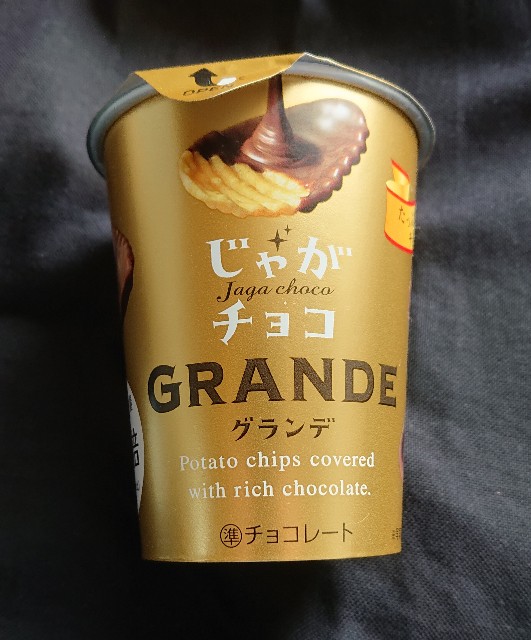 OPEN
じゃが
Jaga choco
チョコ
GRANDE
グランデ
Potato chips covered
with rich chocolate.
準チョコレート